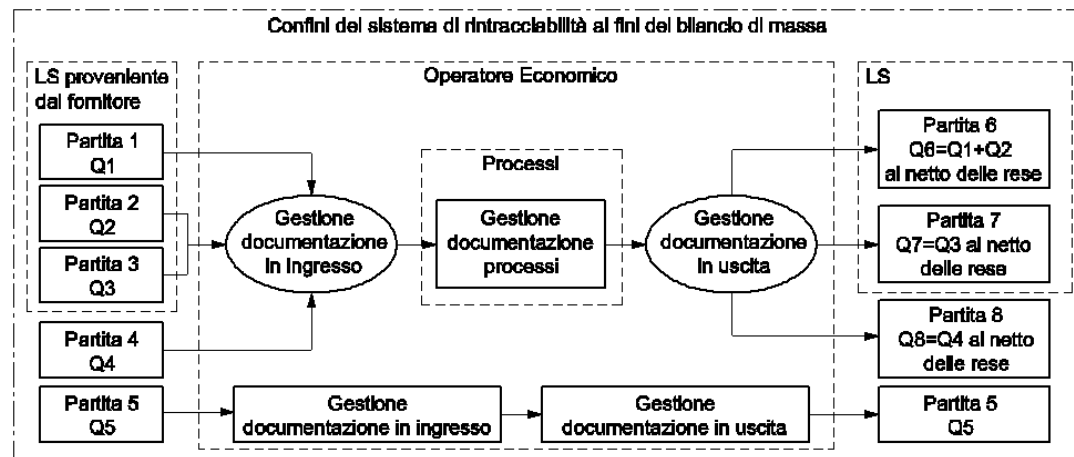 Confini del sistema di rintracciabilità ai fini del bilancio di massa
LS proveniente
dal fornitore
Partita 1
Q1
Partita 2
Q2
Partita 3
Q3
Partita 4
Q4
Partita 5
Q5
Operatore Economico
Gestione
documentazione
in ingresso
Processi
Gestione
documentazione
processi
Gestione
documentazione
in uscita
Gestione
documentazione in ingresso
Gestione
documentazione in uscita
LS
Partita 6
Q6=Q1+Q2
al netto delle rese
Partita 7
Q7=Q3 al netto
delle rese
Partita 8
Q8=Q4 al netto
delle rese
Partita 5
Q5